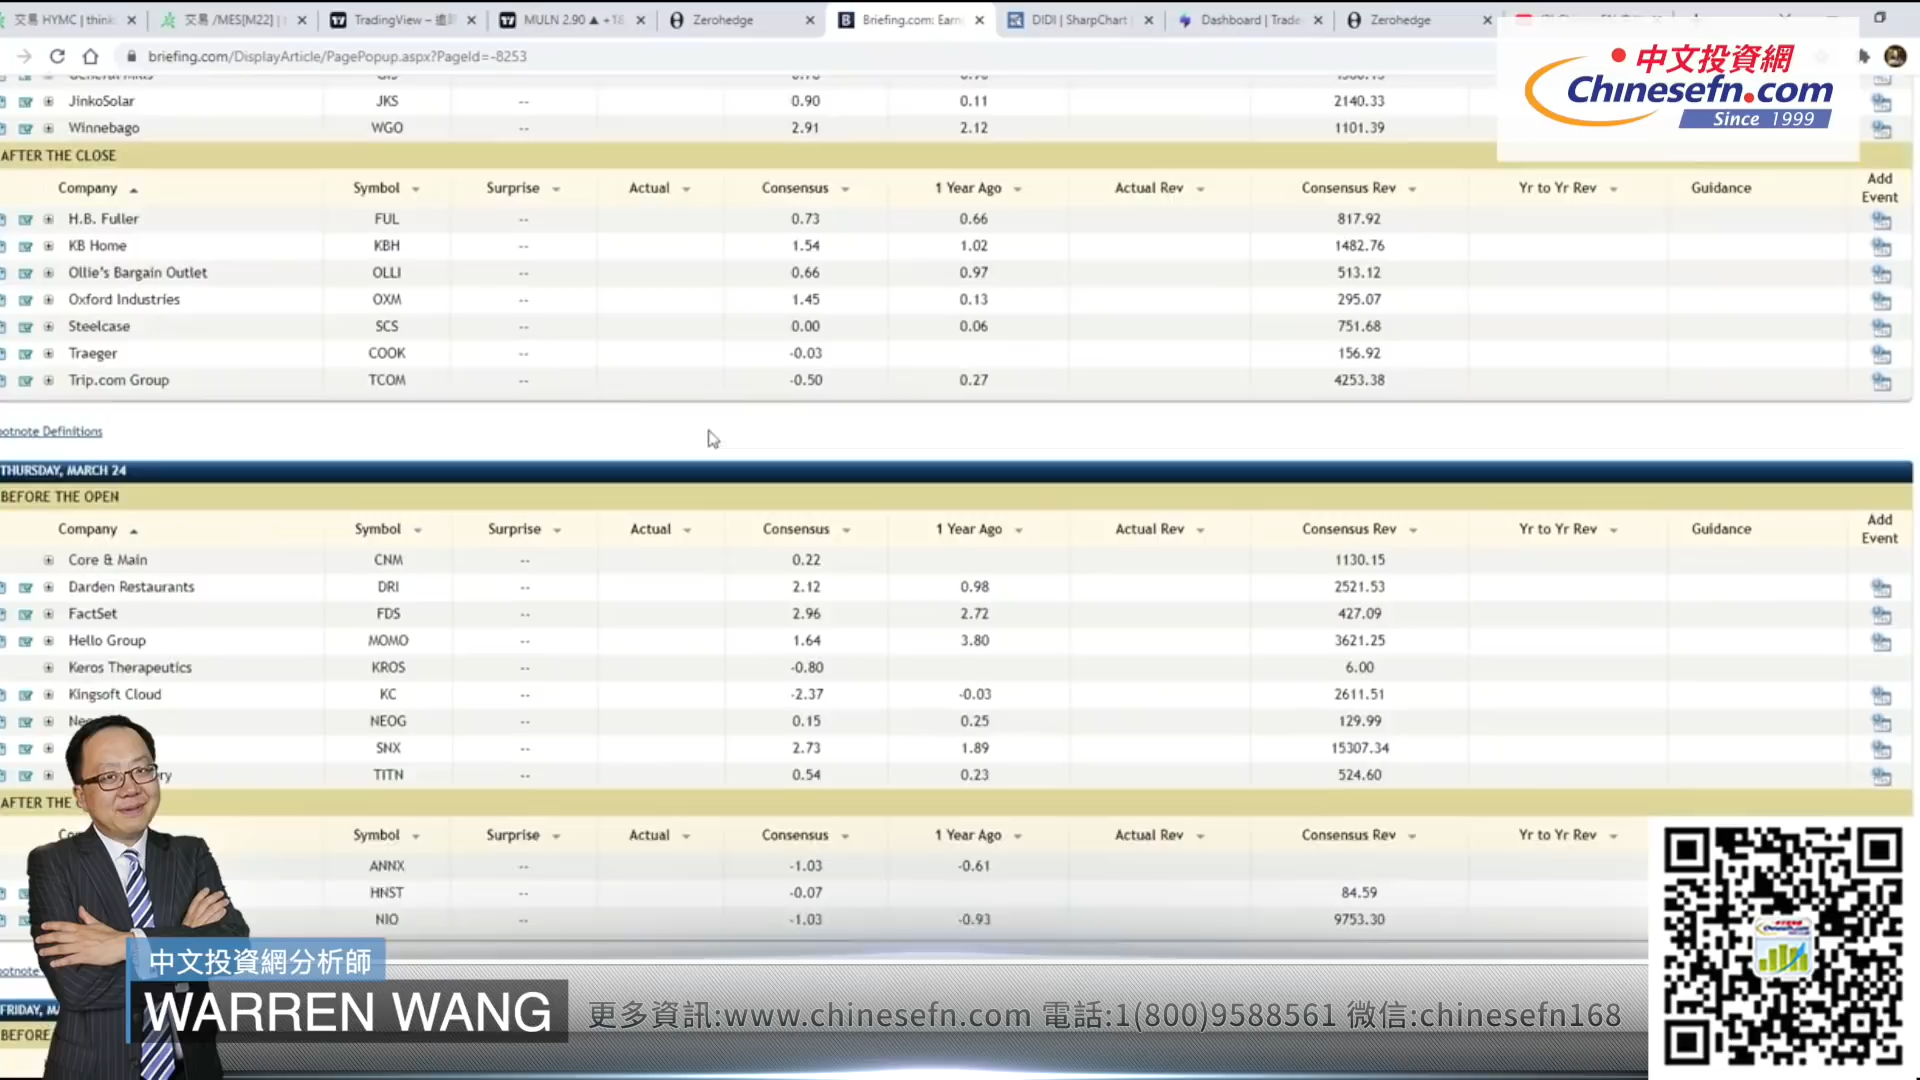 交易 HYMC | think
交易 /MES[M22] |
TradingView –
MULN 2.90 ▲ +18
Zerohedge
Briefing.com: Earn
DIDI | SharpChart
Dashboard | Trade
Zerohedge
briefing.com/DisplayArticle/PagePopup.aspx?PageId=-8253
中文投資網
Chinesefn.com
Since 1999
JinkoSolar JKS -- 0.90 0.11 2140.33
Winnebago WGO -- 2.91 2.12 1101.39
AFTER THE CLOSE
Company Symbol Surprise Actual Consensus 1 Year Ago Actual Rev Consensus Rev Yr to Yr Rev Guidance Add Event
H.B. Fuller FUL -- 0.73 0.66 817.92
KB Home KBH -- 1.54 1.02 1482.76
Ollie's Bargain Outlet OLLI -- 0.66 0.97 513.12
Oxford Industries OXM -- 1.45 0.13 295.07
Steelcase SCS -- 0.00 0.06 751.68
Traeger COOK -- -0.03 156.92
Trip.com Group TCOM -- -0.50 0.27 4253.38
ootnote Definitions
THURSDAY, MARCH 24
BEFORE THE OPEN
Company Symbol Surprise Actual Consensus 1 Year Ago Actual Rev Consensus Rev Yr to Yr Rev Guidance Add Event
Core & Main CNM -- 0.22 1130.15
Darden Restaurants DRI -- 2.12 0.98 2521.53
FactSet FDS -- 2.96 2.72 427.09
Hello Group MOMO -- 1.64 3.80 3621.25
Keros Therapeutics KROS -- -0.80 6.00
Kingsoft Cloud KC -- -2.37 -0.03 2611.51
NEOG -- 0.15 0.25 129.99
SNX -- 2.73 1.89 15307.34
ry TITN -- 0.54 0.23 524.60
AFTER THE
Symbol Surprise Actual Consensus 1 Year Ago Actual Rev Consensus Rev Yr to Yr Rev
ANNX -- -1.03 -0.61
HNST -- -0.07 84.59
NIO -- -1.03 -0.93 9753.30
ootnote
FRIDAY, MA
BEFORE
中文投資網分析師
WARREN WANG
更多資訊:www.chinesefn.com 電話:1(800)9588561 微信:chinesefn168